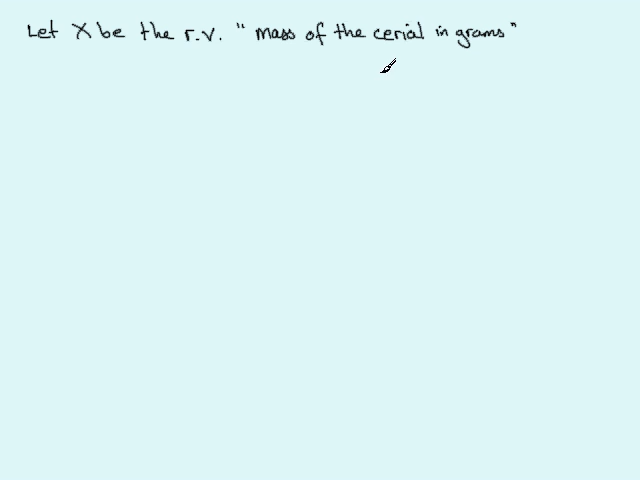 Let X be the r.v. " mass of the cerial in grams "